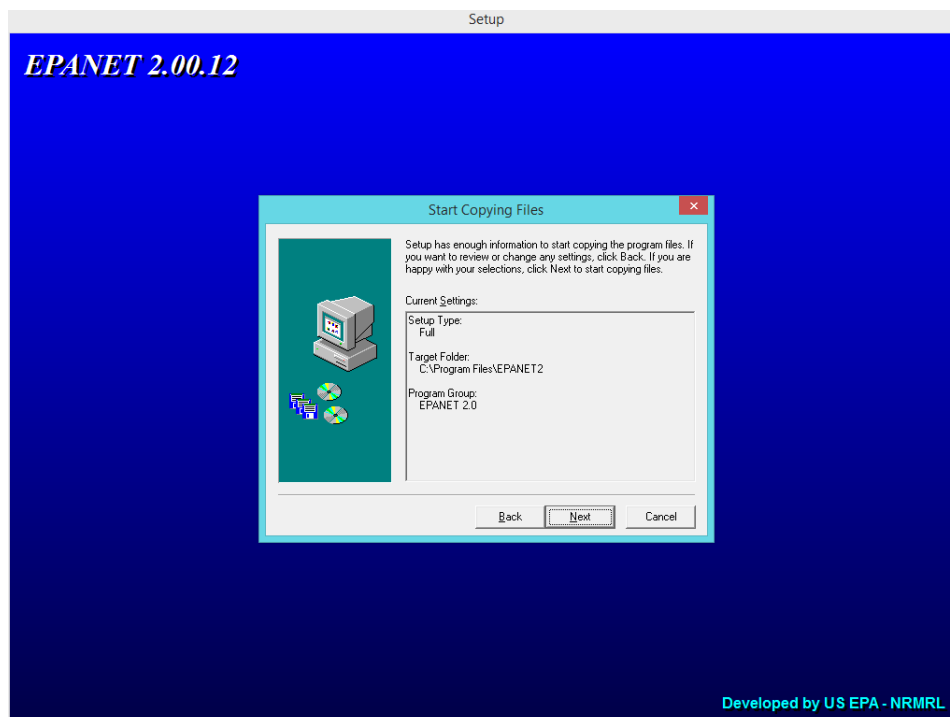 Setup
EPANET 2.00.12
Start Copying Files
Setup has enough information to start copying the program files. If
you want to review or change any settings, click Back. If you are
happy with your selections, click Next to start copying files.
Current Settings:
Setup Type:
Full
Target Folder:
C:\Program Files\EPANET2
Program Group:
EPANET 2.0
Back
Next
Cancel
Developed by US EPA - NRMRL